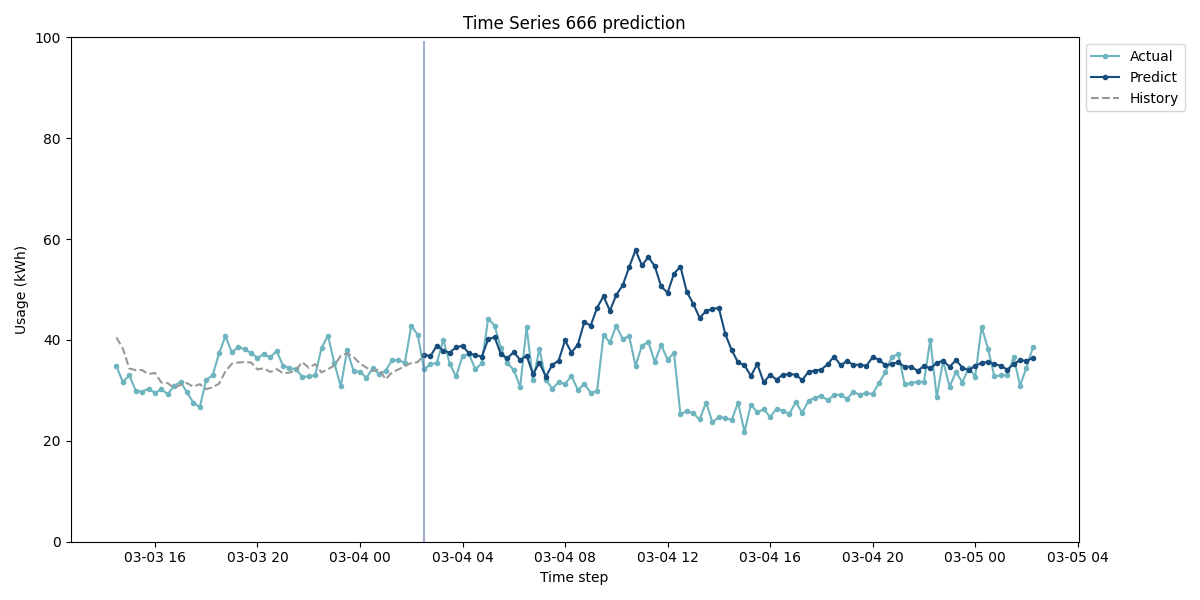 Time Series 666 prediction
100
80
60
40
20
0
Usage (kWh)
03-03 16
03-03 20
03-04 00
03-04 04
03-04 08
03-04 12
03-04 16
03-04 20
03-05 00
03-05 04
Time step
Actual
Predict
History